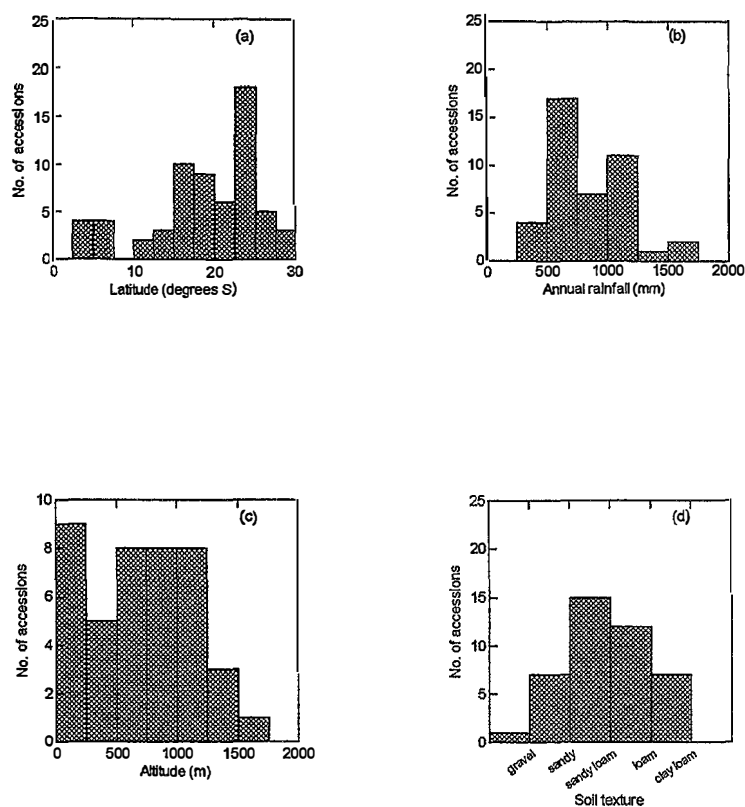 (a)
No. of accessions
25
20
15
10
5
0
0 10 20 30
Latitude (degrees S)
(b)
No. of accessions
25
20
15
10
5
0
0 500 1000 1500 2000
Annual rainfall (mm)
(c)
No. of accessions
10
8
6
4
2
0
0 500 1000 1500 2000
Altitude (m)
(d)
No. of accessions
25
20
15
10
5
0
gravel sandy sandy loam loam clay loam
Soil texture